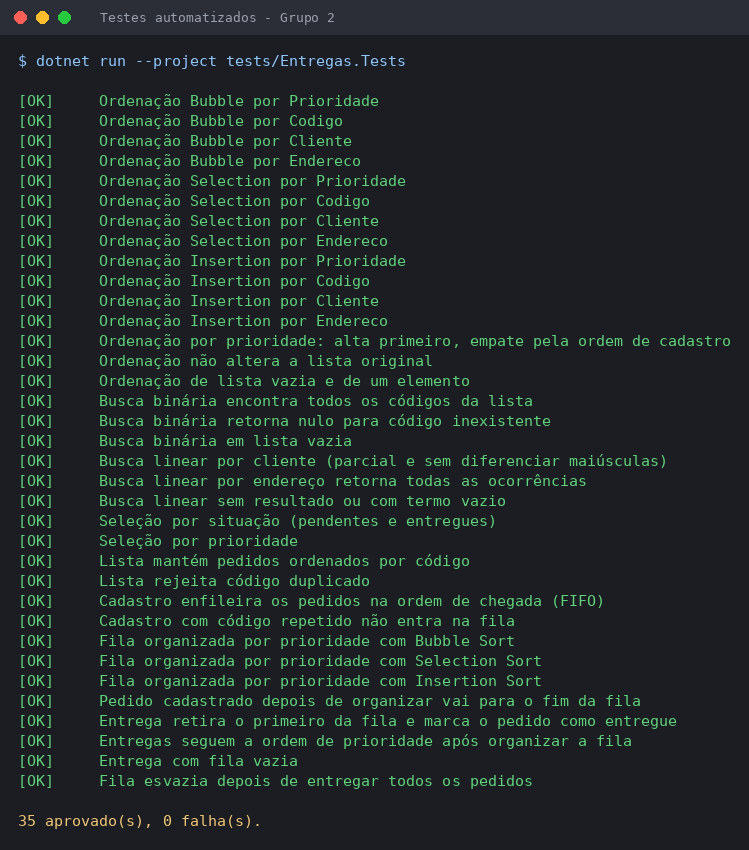 Testes automatizados - Grupo 2
$ dotnet run --project tests/Entregas.Tests
[OK]     Ordenação Bubble por Prioridade
[OK]     Ordenação Bubble por Codigo
[OK]     Ordenação Bubble por Cliente
[OK]     Ordenação Bubble por Endereco
[OK]     Ordenação Selection por Prioridade
[OK]     Ordenação Selection por Codigo
[OK]     Ordenação Selection por Cliente
[OK]     Ordenação Selection por Endereco
[OK]     Ordenação Insertion por Prioridade
[OK]     Ordenação Insertion por Codigo
[OK]     Ordenação Insertion por Cliente
[OK]     Ordenação Insertion por Endereco
[OK]     Ordenação por prioridade: alta primeiro, empate pela ordem de cadastro
[OK]     Ordenação não altera a lista original
[OK]     Ordenação de lista vazia e de um elemento
[OK]     Busca binária encontra todos os códigos da lista
[OK]     Busca binária retorna nulo para código inexistente
[OK]     Busca binária em lista vazia
[OK]     Busca linear por cliente (parcial e sem diferenciar maiúsculas)
[OK]     Busca linear por endereço retorna todas as ocorrências
[OK]     Busca linear sem resultado ou com termo vazio
[OK]     Seleção por situação (pendentes e entregues)
[OK]     Seleção por prioridade
[OK]     Lista mantém pedidos ordenados por código
[OK]     Lista rejeita código duplicado
[OK]     Cadastro enfileira os pedidos na ordem de chegada (FIFO)
[OK]     Cadastro com código repetido não entra na fila
[OK]     Fila organizada por prioridade com Bubble Sort
[OK]     Fila organizada por prioridade com Selection Sort
[OK]     Fila organizada por prioridade com Insertion Sort
[OK]     Pedido cadastrado depois de organizar vai para o fim da fila
[OK]     Entrega retira o primeiro da fila e marca o pedido como entregue
[OK]     Entregas seguem a ordem de prioridade após organizar a fila
[OK]     Entrega com fila vazia
[OK]     Fila esvazia depois de entregar todos os pedidos
35 aprovado(s), 0 falha(s).